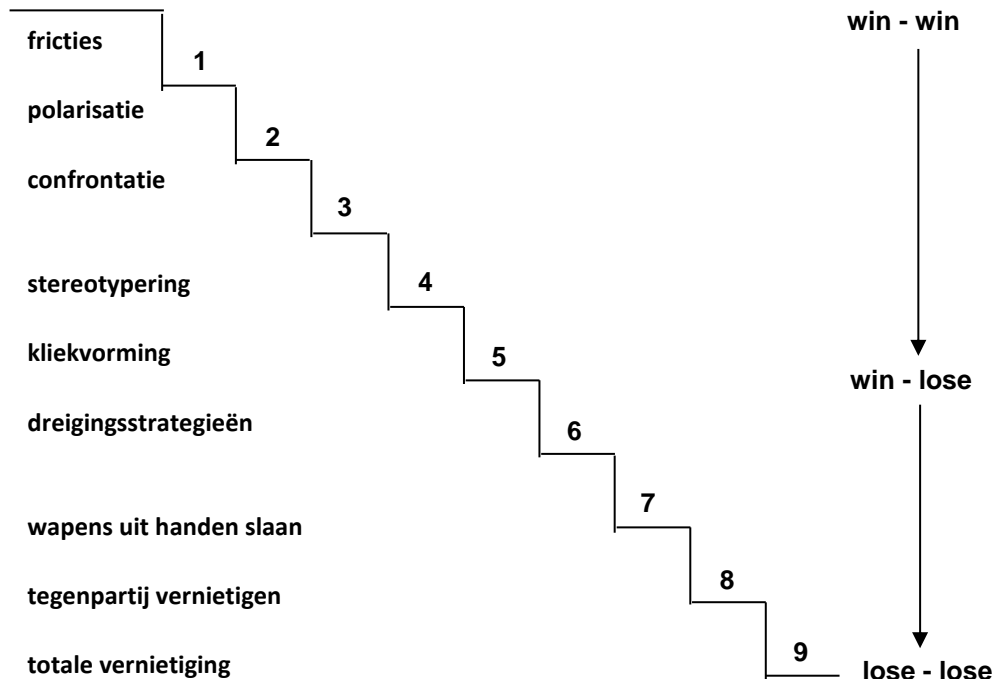 win - win
fricties
1
polarisatie
2
confrontatie
3
stereotypering
4
kliekvorming
5
win - lose
dreigingsstrategieën
6
7
wapens uit handen slaan
8
tegenpartij vernietigen
9
totale vernietiging
lose - lose